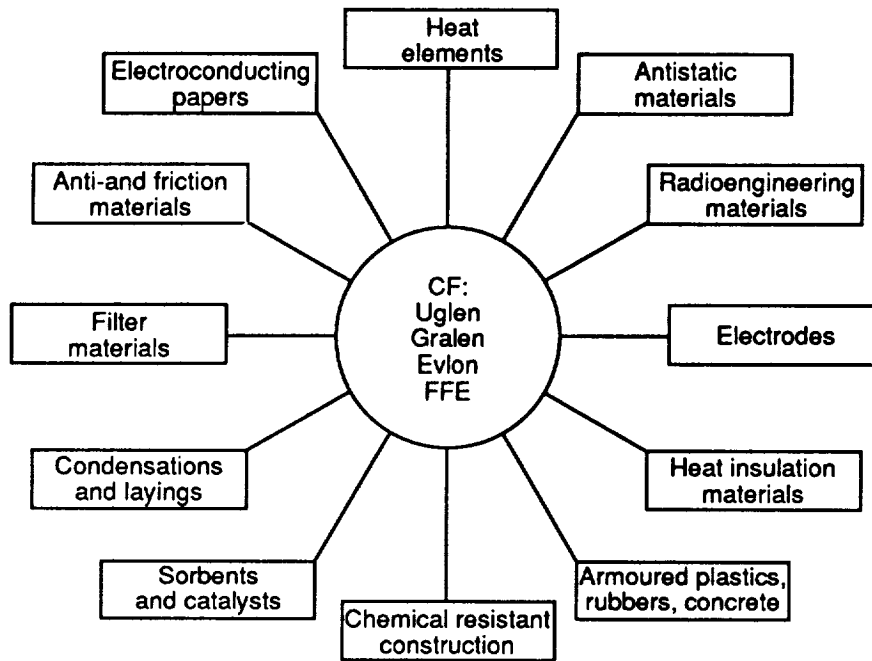 Heat
elements
Electroconducting
papers
Antistatic
materials
Anti-and friction
materials
Radioengineering
materials
CF:
Uglen
Gralen
Evlon
FFE
Filter
materials
Electrodes
Condensations
and layings
Heat insulation
materials
Sorbents
and catalysts
Armoured plastics,
rubbers, concrete
Chemical resistant
construction